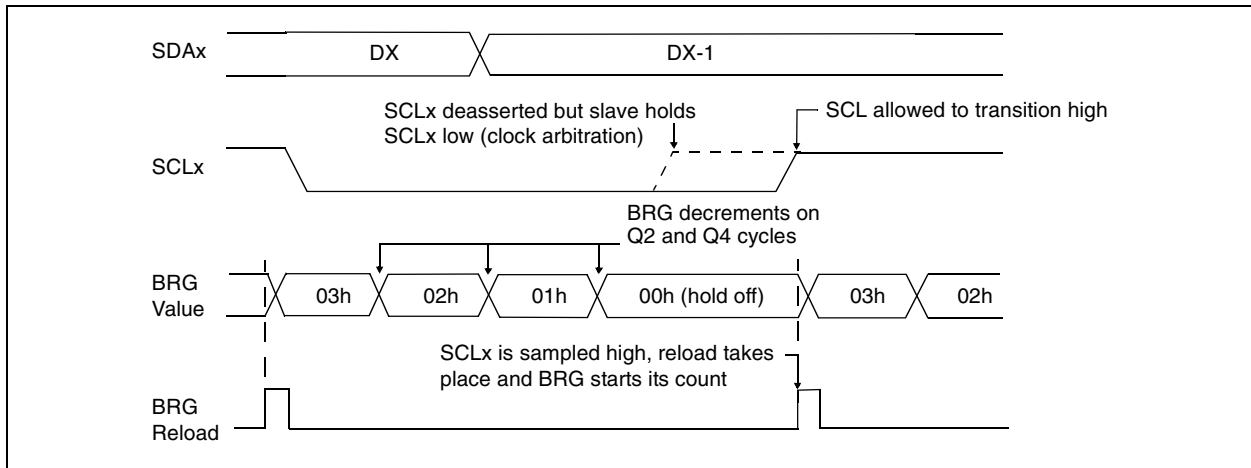 SDAx
DX
DX-1
SCLx deasserted but slave holds
SCLx low (clock arbitration)
SCL allowed to transition high
SCLx
BRG decrements on
Q2 and Q4 cycles
BRG
Value
03h
02h
01h
00h (hold off)
03h
02h
SCLx is sampled high, reload takes
place and BRG starts its count
BRG
Reload